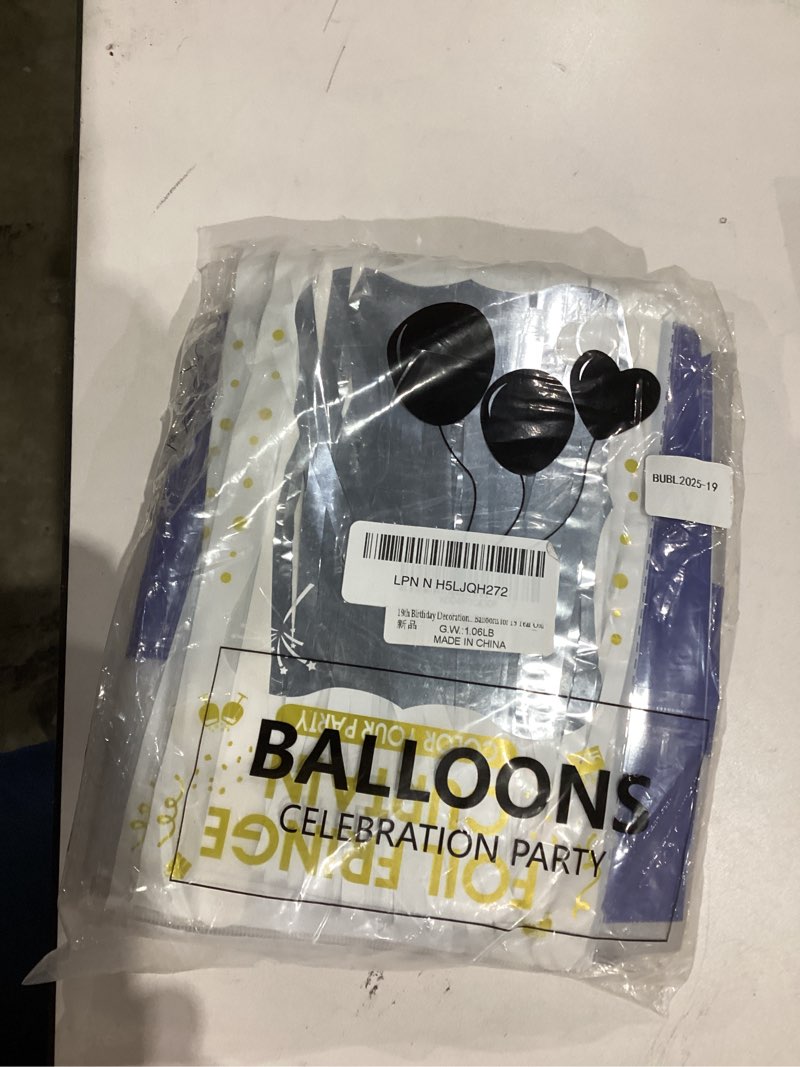 BUBL2025-19
LPN N H5LJQH272
19th Birthday Decoration... Balloons for 19 Year Old
新品
G.W.:1.06LB
MADE IN CHINA
COLOR YOUR PARTY
BALLOONS
CURTAIN
CELEBRATION PARTY
FOIL FRINGE